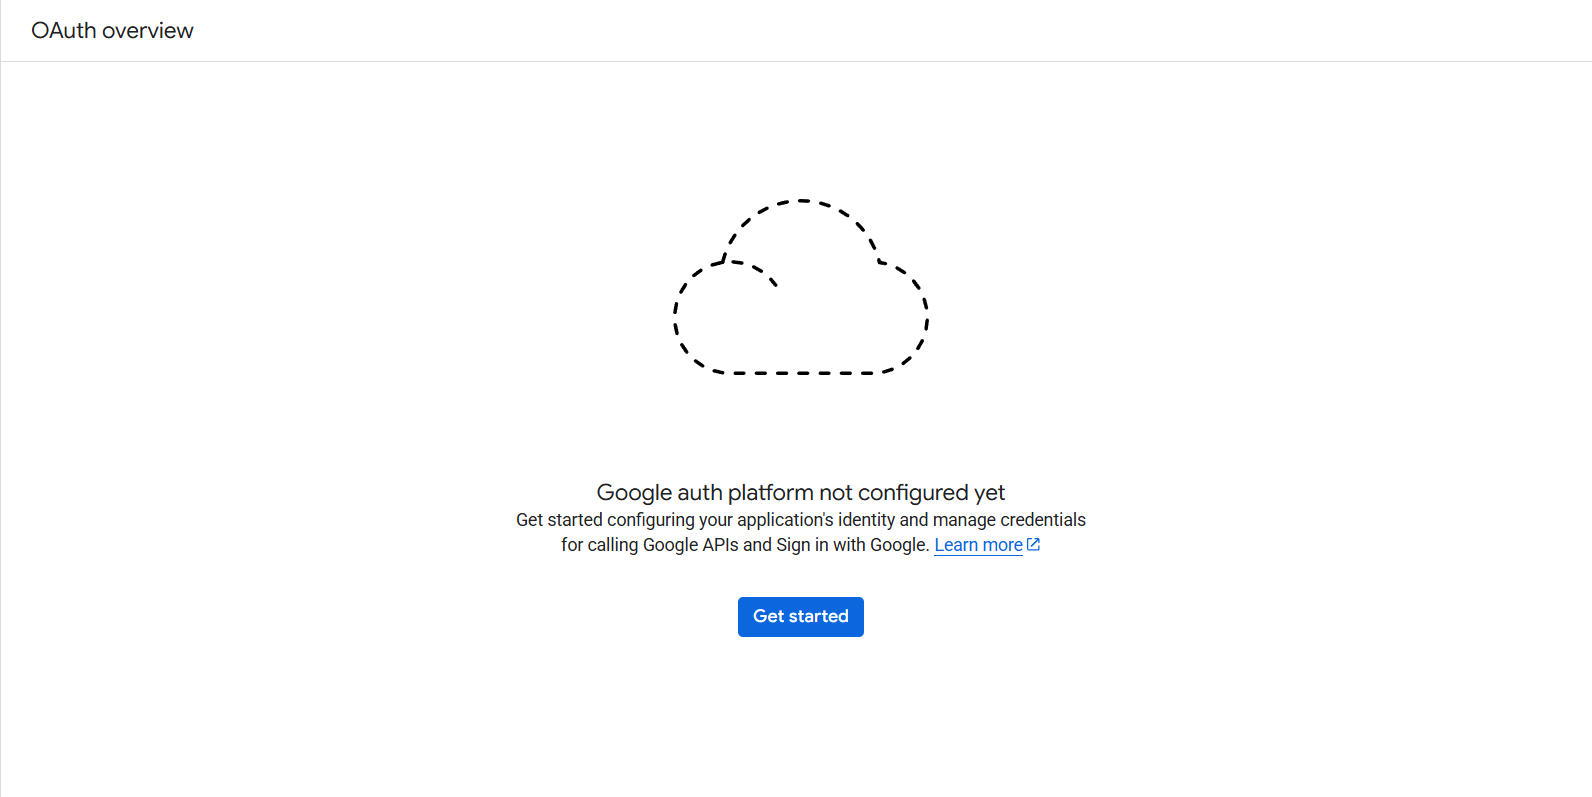 OAuth overview
Google auth platform not configured yet
Get started configuring your application's identity and manage credentials
for calling Google APIs and Sign in with Google. Learn more
Get started